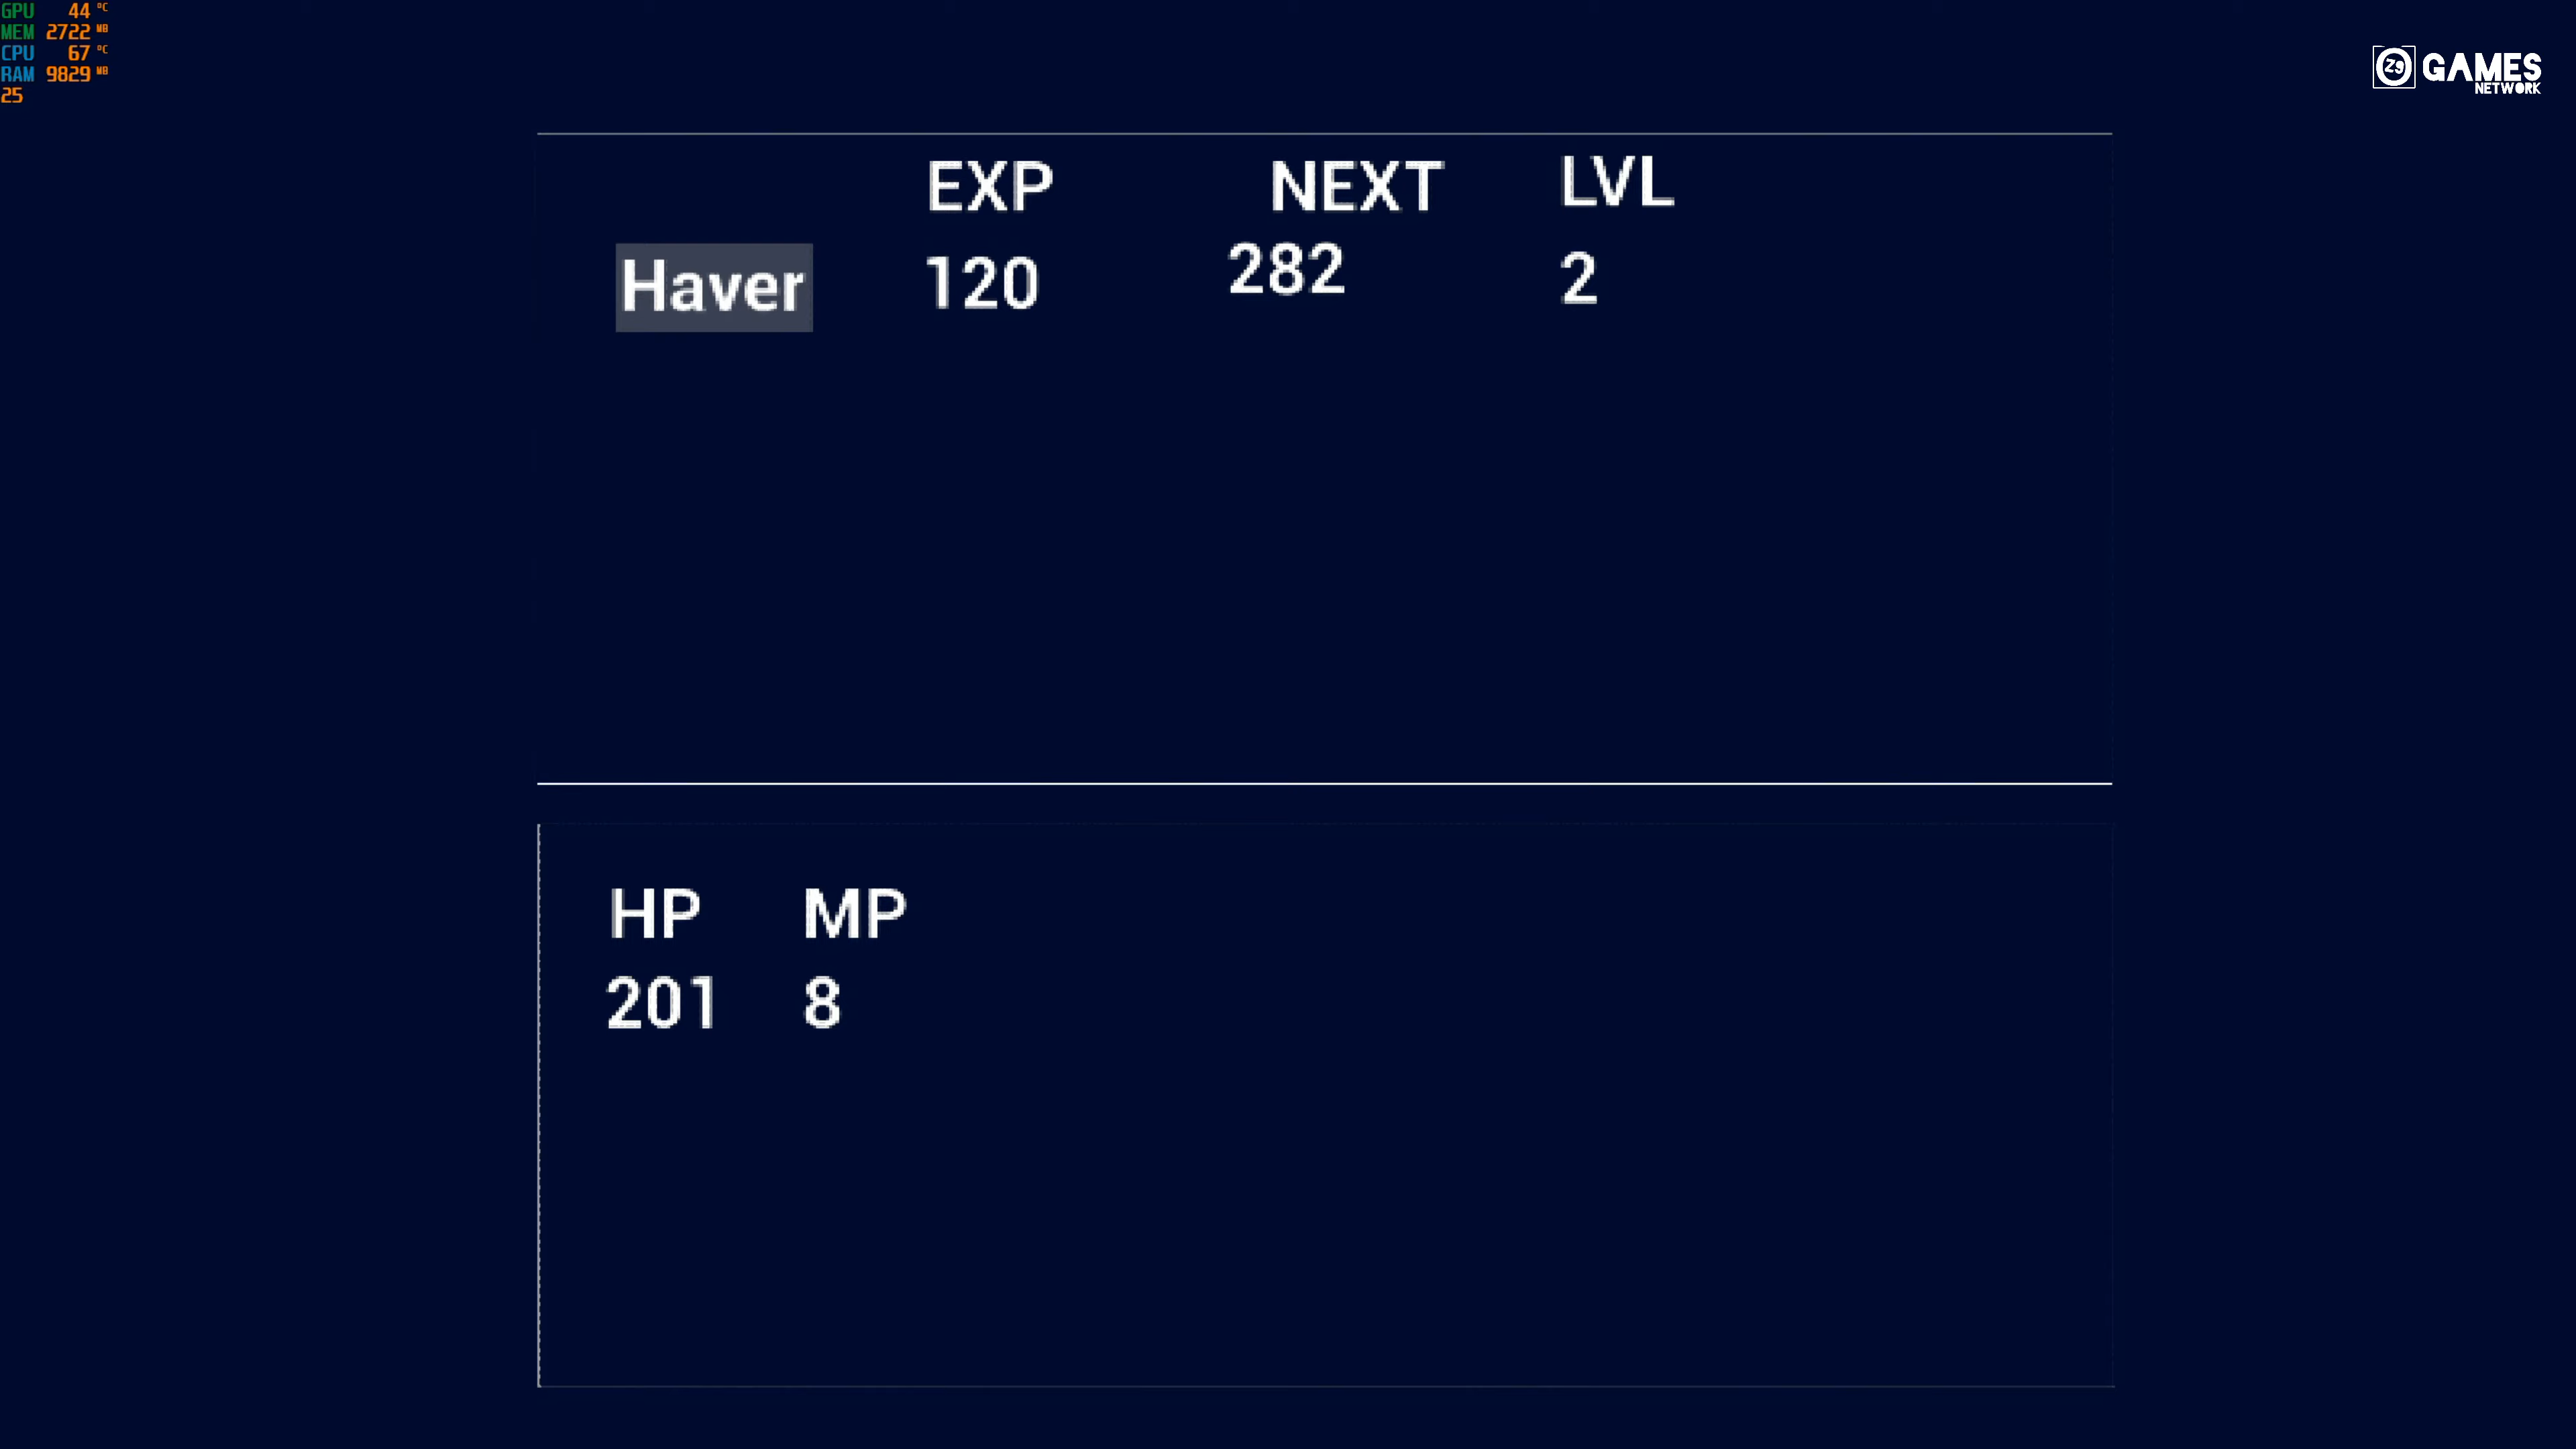 GPU 44 °C
MEM 2722 MB
CPU 67 °C
RAM 9829 MB
25
Z9 GAMES
NETWORK
EXP NEXT LVL
Haver 120 282 2
HP MP
201 8